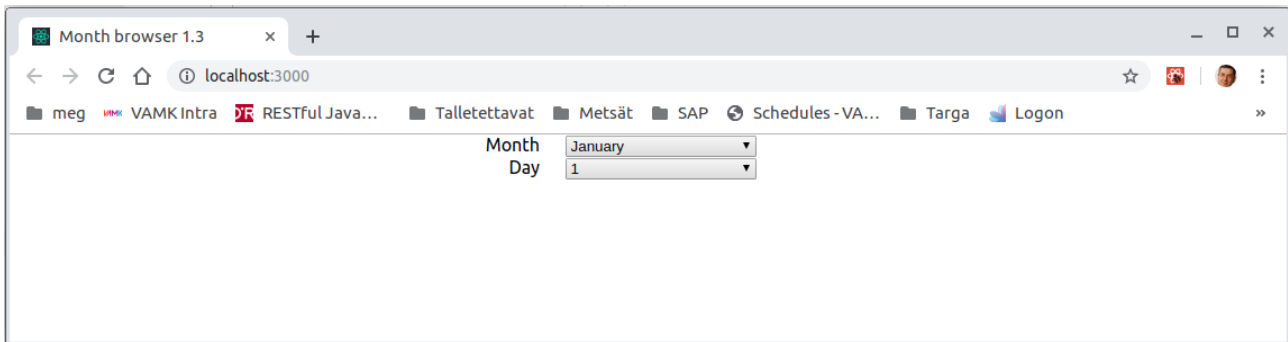 Month browser 1.3
localhost:3000
meg VAMK VAMK Intra D'R RESTful Java... Talletettavat Metsät SAP Schedules - VA... Targa Logon »
Month January
Day 1